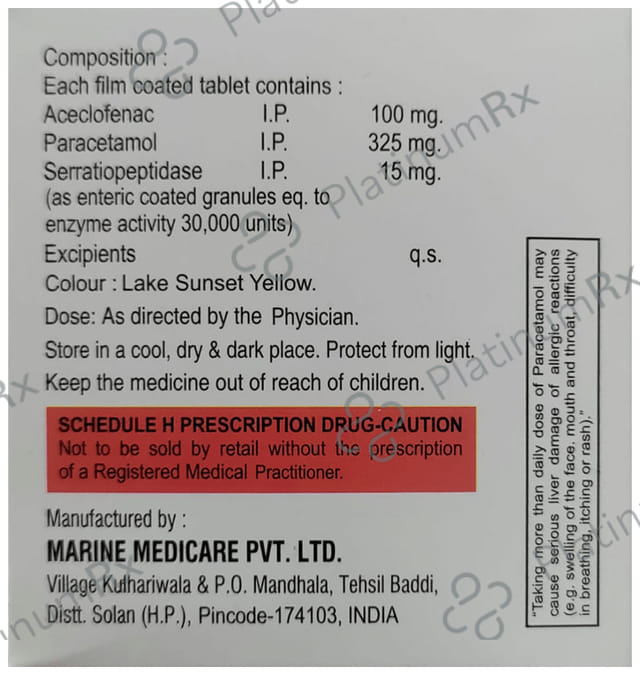 Composition :
Each film coated tablet contains :
Aceclofenac I.P. 100 mg.
Paracetamol I.P. 325 mg.
Serratiopeptidase I.P. 15 mg.
(as enteric coated granules eq. to
enzyme activity 30,000 units)
Excipients q.s.
Colour : Lake Sunset Yellow.
Dose: As directed by the Physician.
Store in a cool, dry & dark place. Protect from light.
Keep the medicine out of reach of children.
SCHEDULE H PRESCRIPTION DRUG-CAUTION
Not to be sold by retail without the prescription
of a Registered Medical Practitioner.
Manufactured by :
MARINE MEDICARE PVT. LTD.
Village Kulhariwala & P.O. Mandhala, Tehsil Baddi,
Distt. Solan (H.P.), Pincode-174103, INDIA
"Taking more than daily dose of Paracetamol may
cause serious liver damage of allergic reactions
(e.g. swelling of the face, mouth and throat, difficulty
in breathing, itching or rash)."
PlatinumRx
PlatinumRx